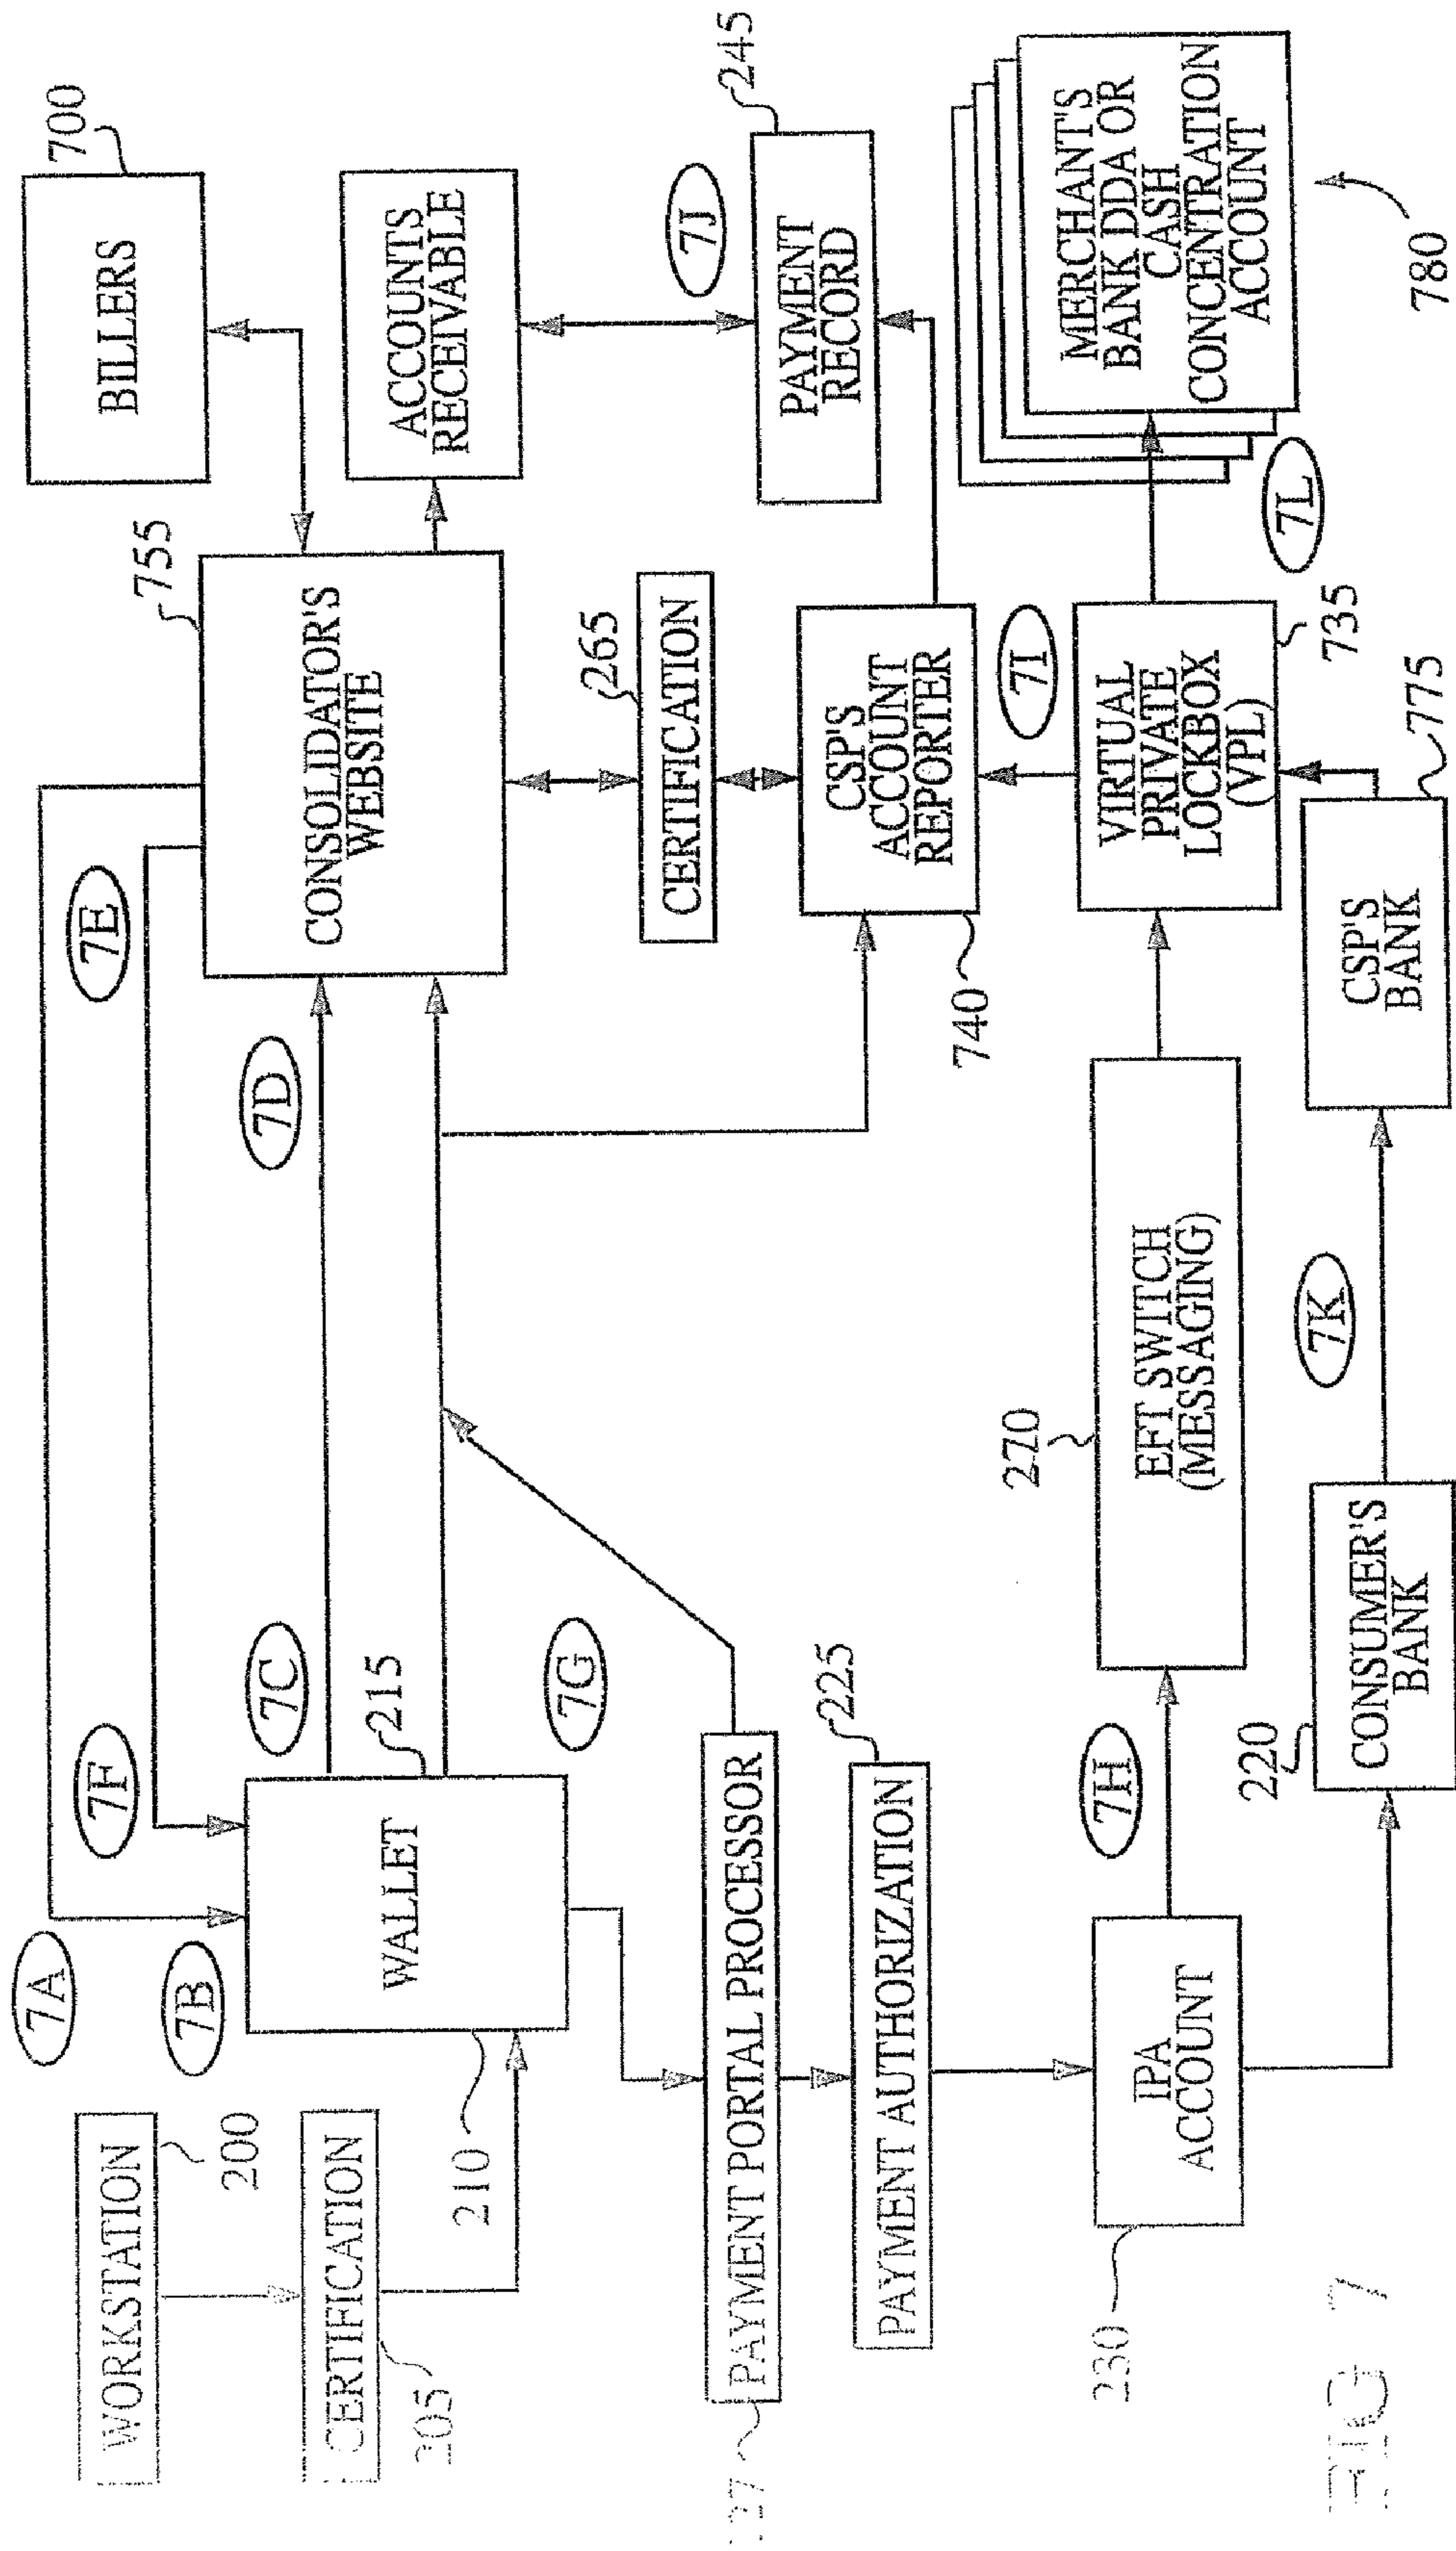 WORKSTATION
200
7A
7B
7F
7E
755
BILLERS
700
CERTIFICATION
210
WALLET
215
7C
7D
CONSOLIDATOR'S
WEBSITE
ACCOUNTS
RECEIVABLE
7G
265
CERTIFICATION
7J
245
PAYMENT PORTAL PROCESSOR
PAYMENT AUTHORIZATION
225
740
CSP'S
ACCOUNT
REPORTER
PAYMENT
RECORD
230
IPA
ACCOUNT
7H
270
EFT SWITCH
(MESSAGING)
7I
VIRTUAL
PRIVATE
LOCKBOX
(VPL)
735
7L
MERCHANT'S
BANK DDA OR
CASH
CONCENTRATION
ACCOUNT
780
220
CONSUMER'S
BANK
7K
CSP'S
BANK
775
FIG 7